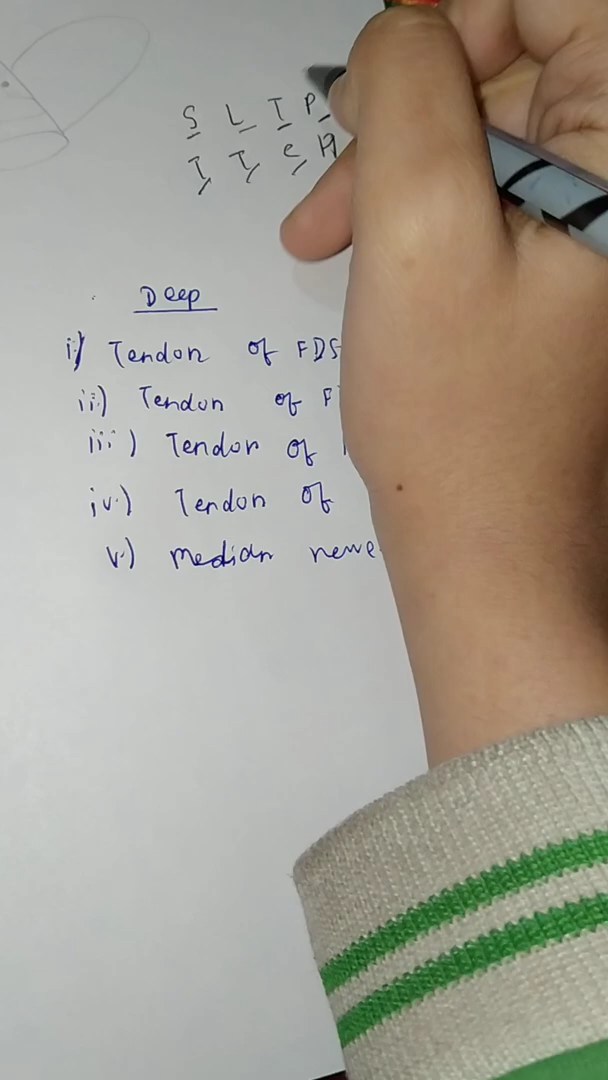 S L T P
T T C H
Deep
i) Tendon of FDS
ii) Tendon of F
iii) Tendon of
iv) Tendon of
v) Median nerve